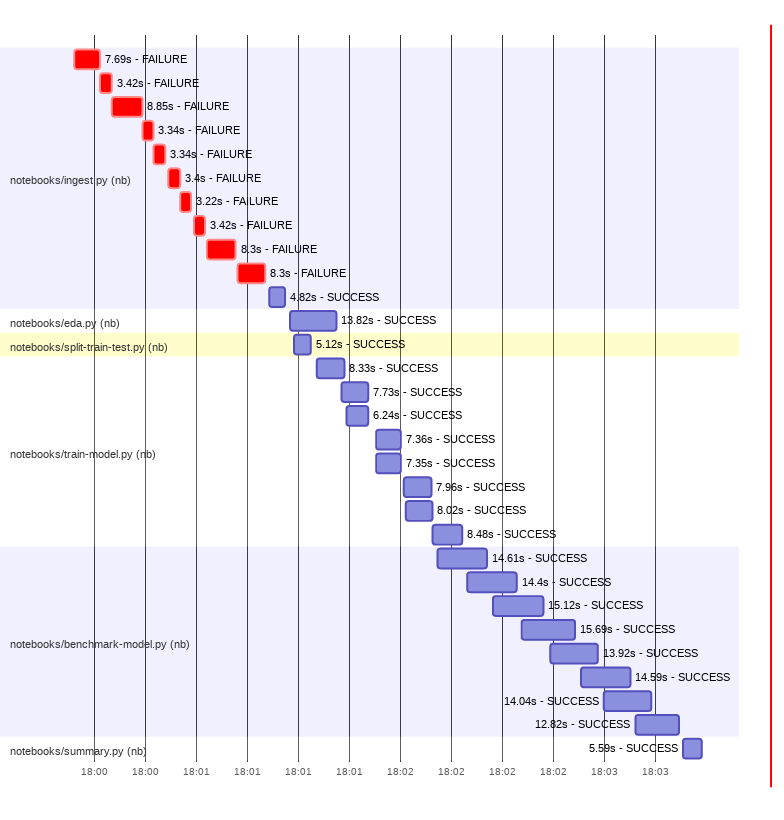 7.69s - FAILURE
3.42s - FAILURE
8.85s - FAILURE
3.34s - FAILURE
3.34s - FAILURE
notebooks/ingest.py (nb)
3.4s - FAILURE
3.22s - FAILURE
3.42s - FAILURE
8.3s - FAILURE
8.3s - FAILURE
4.82s - SUCCESS
notebooks/eda.py (nb)
13.82s - SUCCESS
notebooks/split-train-test.py (nb)
5.12s - SUCCESS
8.33s - SUCCESS
7.73s - SUCCESS
6.24s - SUCCESS
7.36s - SUCCESS
notebooks/train-model.py (nb)
7.35s - SUCCESS
7.96s - SUCCESS
8.02s - SUCCESS
8.48s - SUCCESS
14.61s - SUCCESS
14.4s - SUCCESS
15.12s - SUCCESS
15.69s - SUCCESS
notebooks/benchmark-model.py (nb)
13.92s - SUCCESS
14.59s - SUCCESS
14.04s - SUCCESS
12.82s - SUCCESS
notebooks/summary.py (nb)
5.59s - SUCCESS
18:00 18:00 18:01 18:01 18:01 18:01 18:02 18:02 18:02 18:02 18:03 18:03